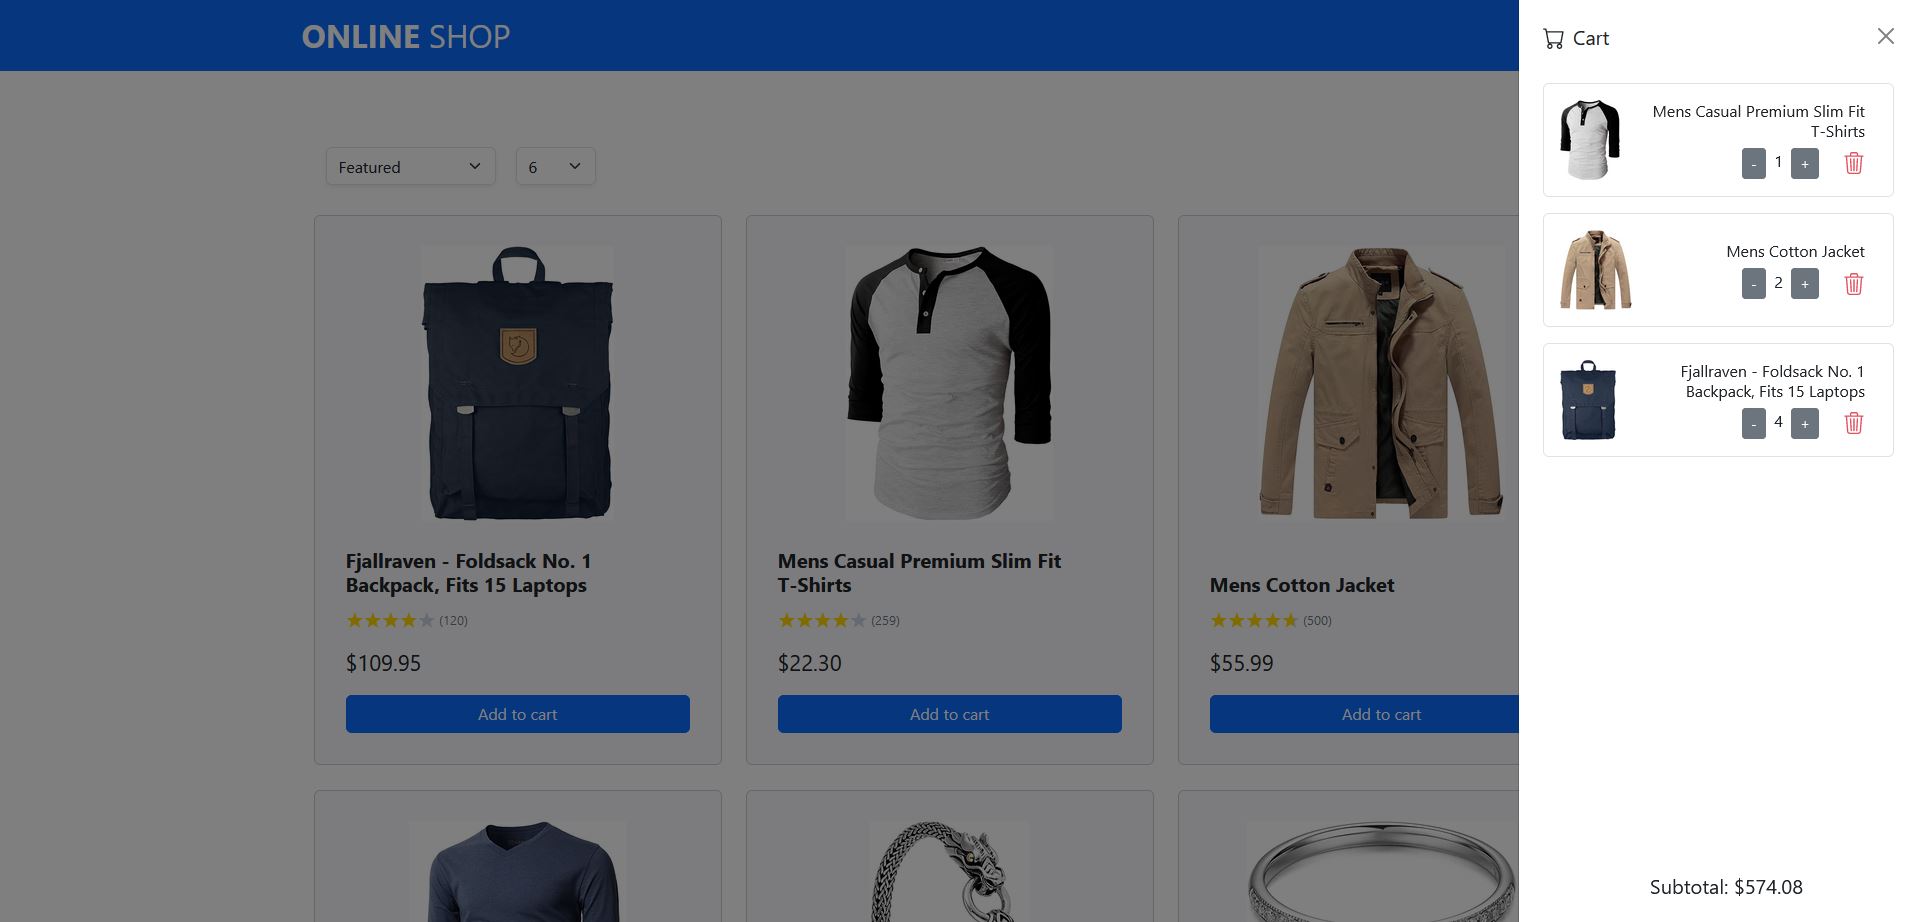 ONLINE SHOP
Featured
6
Fjallraven - Foldsack No. 1
Backpack, Fits 15 Laptops
(120)
$109.95
Add to cart
Mens Casual Premium Slim Fit
T-Shirts
(259)
$22.30
Add to cart
Mens Cotton Jacket
(500)
$55.99
Add to cart
Cart
Mens Casual Premium Slim Fit
T-Shirts
- 1 +
Mens Cotton Jacket
- 2 +
Fjallraven - Foldsack No. 1
Backpack, Fits 15 Laptops
- 4 +
Subtotal: $574.08